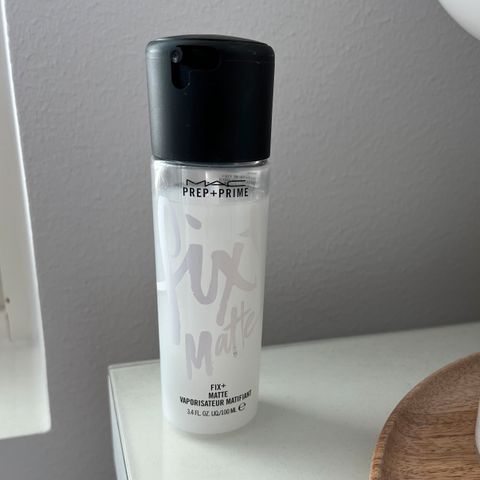 MAC
PREP+PRIME
fix+
Matte
FIX+
MATTE
VAPORISATEUR MATIFIANT
3.4 FL. OZ. LIQ/100 ML ℮